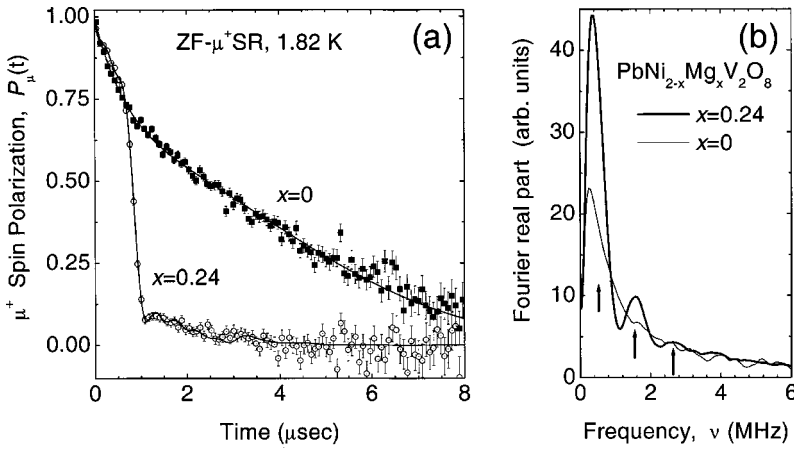 ZF-μ⁺SR, 1.82 K
(a)
1.00
0.75
0.50
0.25
0.00
μ⁺ Spin Polarization, Pμ(t)
x=0
x=0.24
0 2 4 6 8
Time (μsec)
(b)
PbNi₂₋ₓMgₓV₂O₈
x=0.24
x=0
40
30
20
10
0
Fourier real part (arb. units)
0 2 4 6
Frequency, ν (MHz)